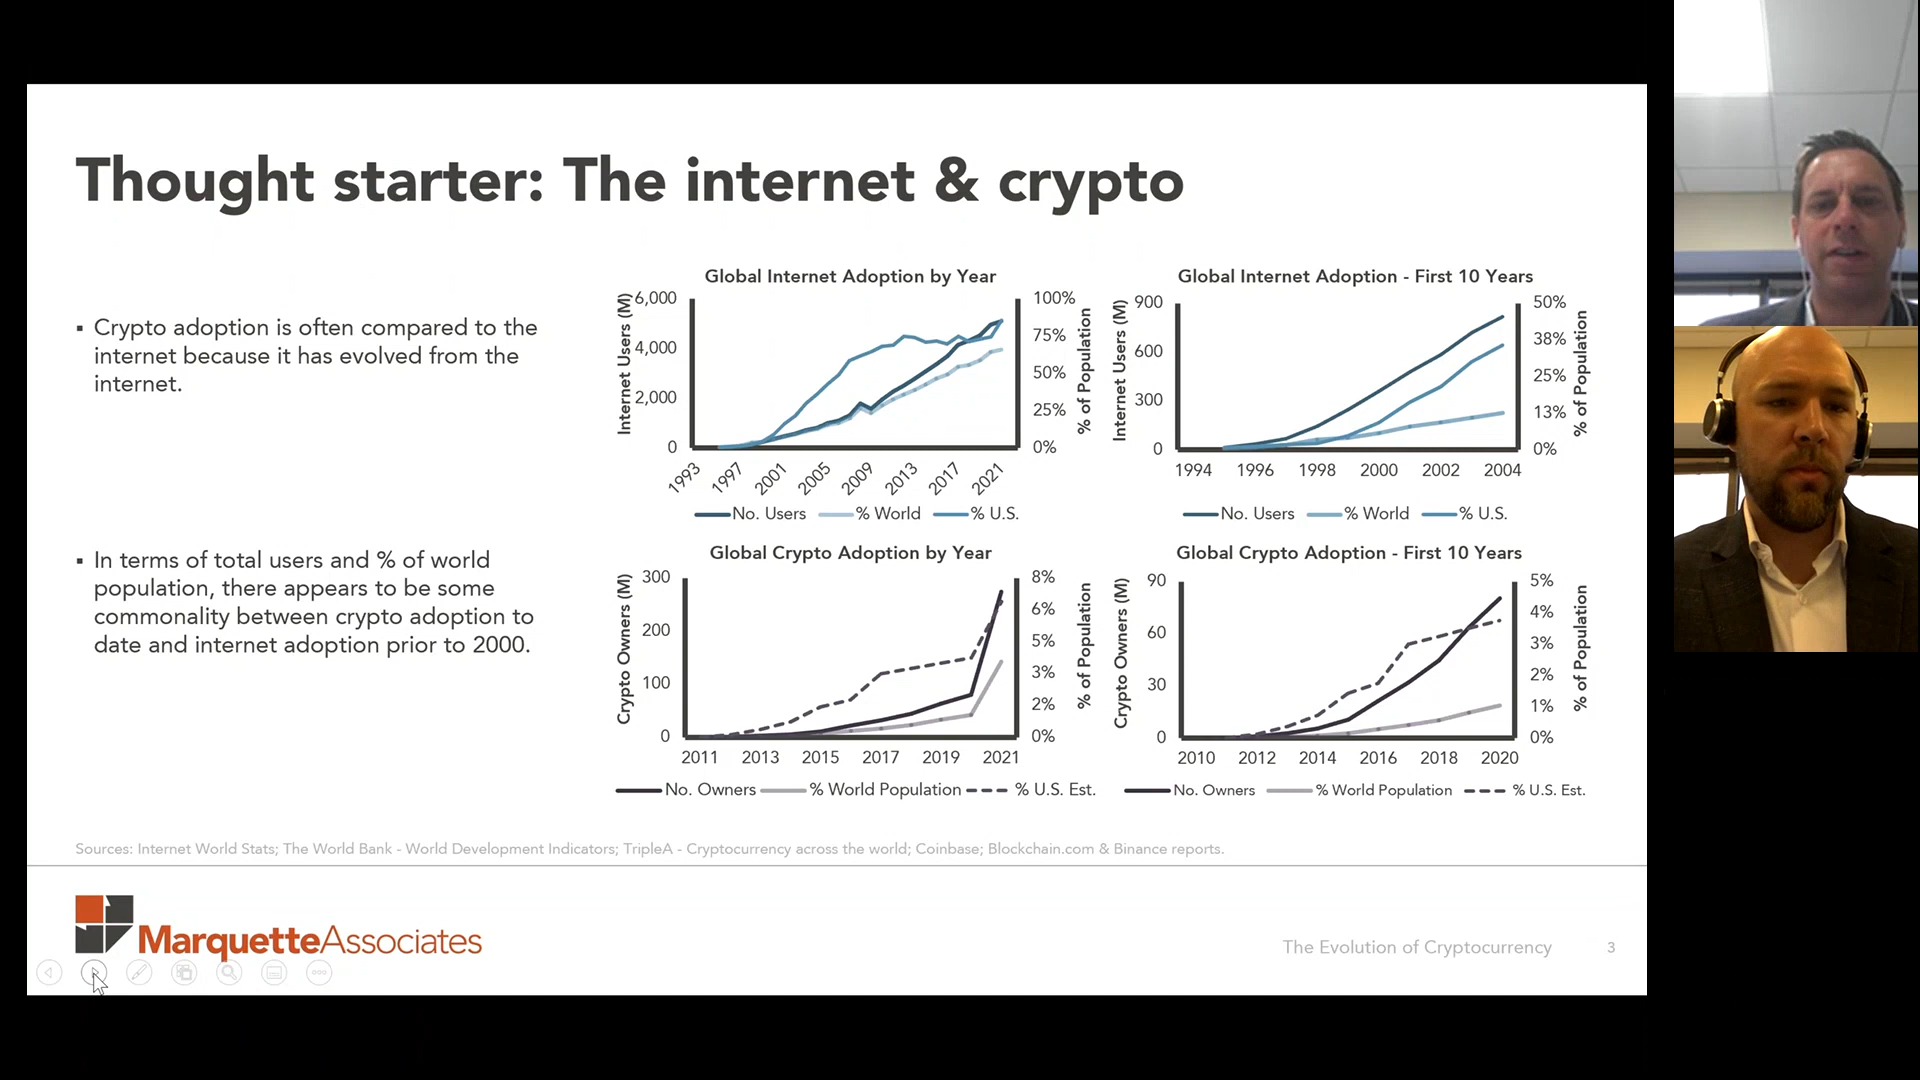 Thought starter: The internet & crypto
▪ Crypto adoption is often compared to the
internet because it has evolved from the
internet.
▪ In terms of total users and % of world
population, there appears to be some
commonality between crypto adoption to
date and internet adoption prior to 2000.
Global Internet Adoption by Year
Internet Users (M)
6,000
4,000
2,000
0
100%
75%
50%
25%
0%
% of Population
1993 1997 2001 2005 2009 2013 2017 2021
No. Users % World % U.S.
Global Internet Adoption - First 10 Years
Internet Users (M)
900
600
300
0
50%
38%
25%
13%
0%
% of Population
1994 1996 1998 2000 2002 2004
No. Users % World % U.S.
Global Crypto Adoption by Year
Crypto Owners (M)
300
200
100
0
8%
6%
5%
3%
2%
0%
% of Population
2011 2013 2015 2017 2019 2021
No. Owners % World Population % U.S. Est.
Global Crypto Adoption - First 10 Years
Crypto Owners (M)
90
60
30
0
5%
4%
3%
2%
1%
0%
% of Population
2010 2012 2014 2016 2018 2020
No. Owners % World Population % U.S. Est.
Sources: Internet World Stats; The World Bank - World Development Indicators; TripleA - Cryptocurrency across the world; Coinbase; Blockchain.com & Binance reports.
MarquetteAssociates
The Evolution of Cryptocurrency 3